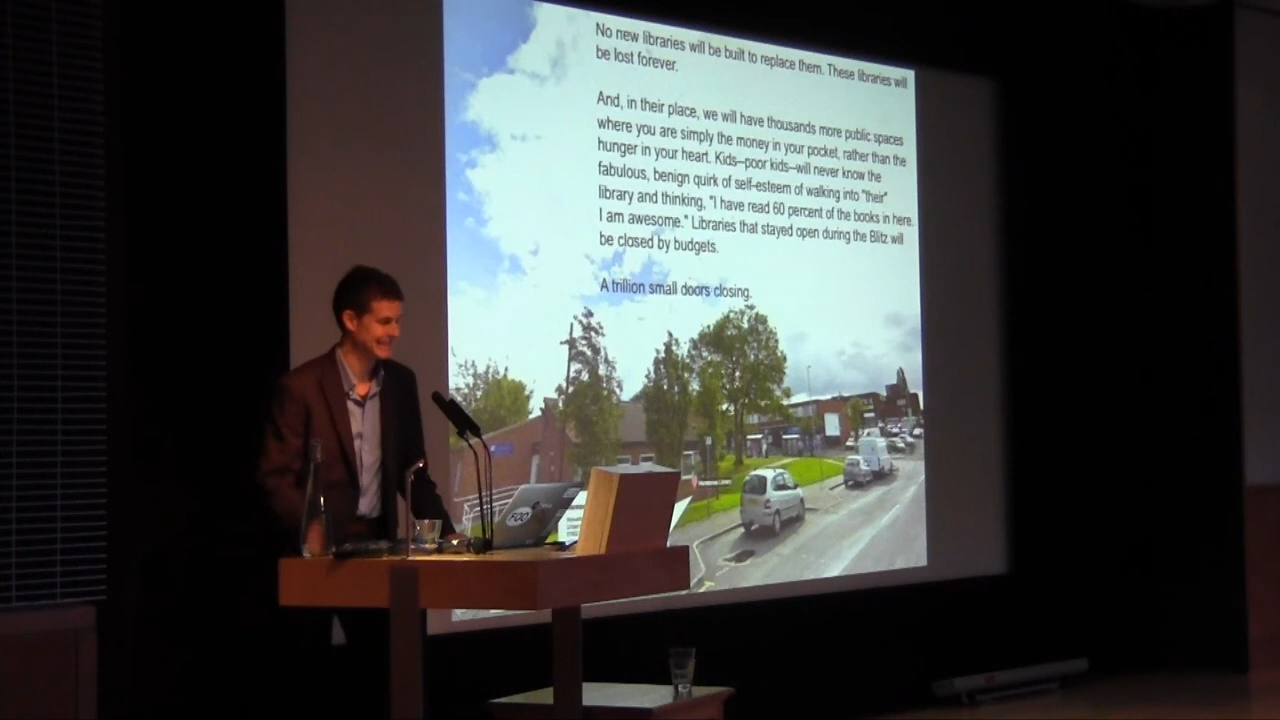 No new libraries will be built to replace them. These libraries will
be lost forever.
And, in their place, we will have thousands more public spaces
where you are simply the money in your pocket, rather than the
hunger in your heart. Kids--poor kids--will never know the
fabulous, benign quirk of self-esteem of walking into "their"
library and thinking, "I have read 60 percent of the books in here.
I am awesome." Libraries that stayed open during the Blitz will
be closed by budgets.
A trillion small doors closing.
FOO